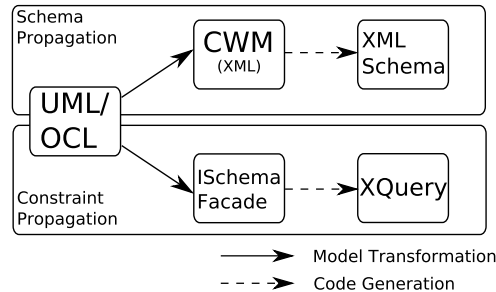 Schema
Propagation
CWM
(XML)
XML
Schema
UML/
OCL
Constraint
Propagation
ISchema
Facade
XQuery
Model Transformation
Code Generation